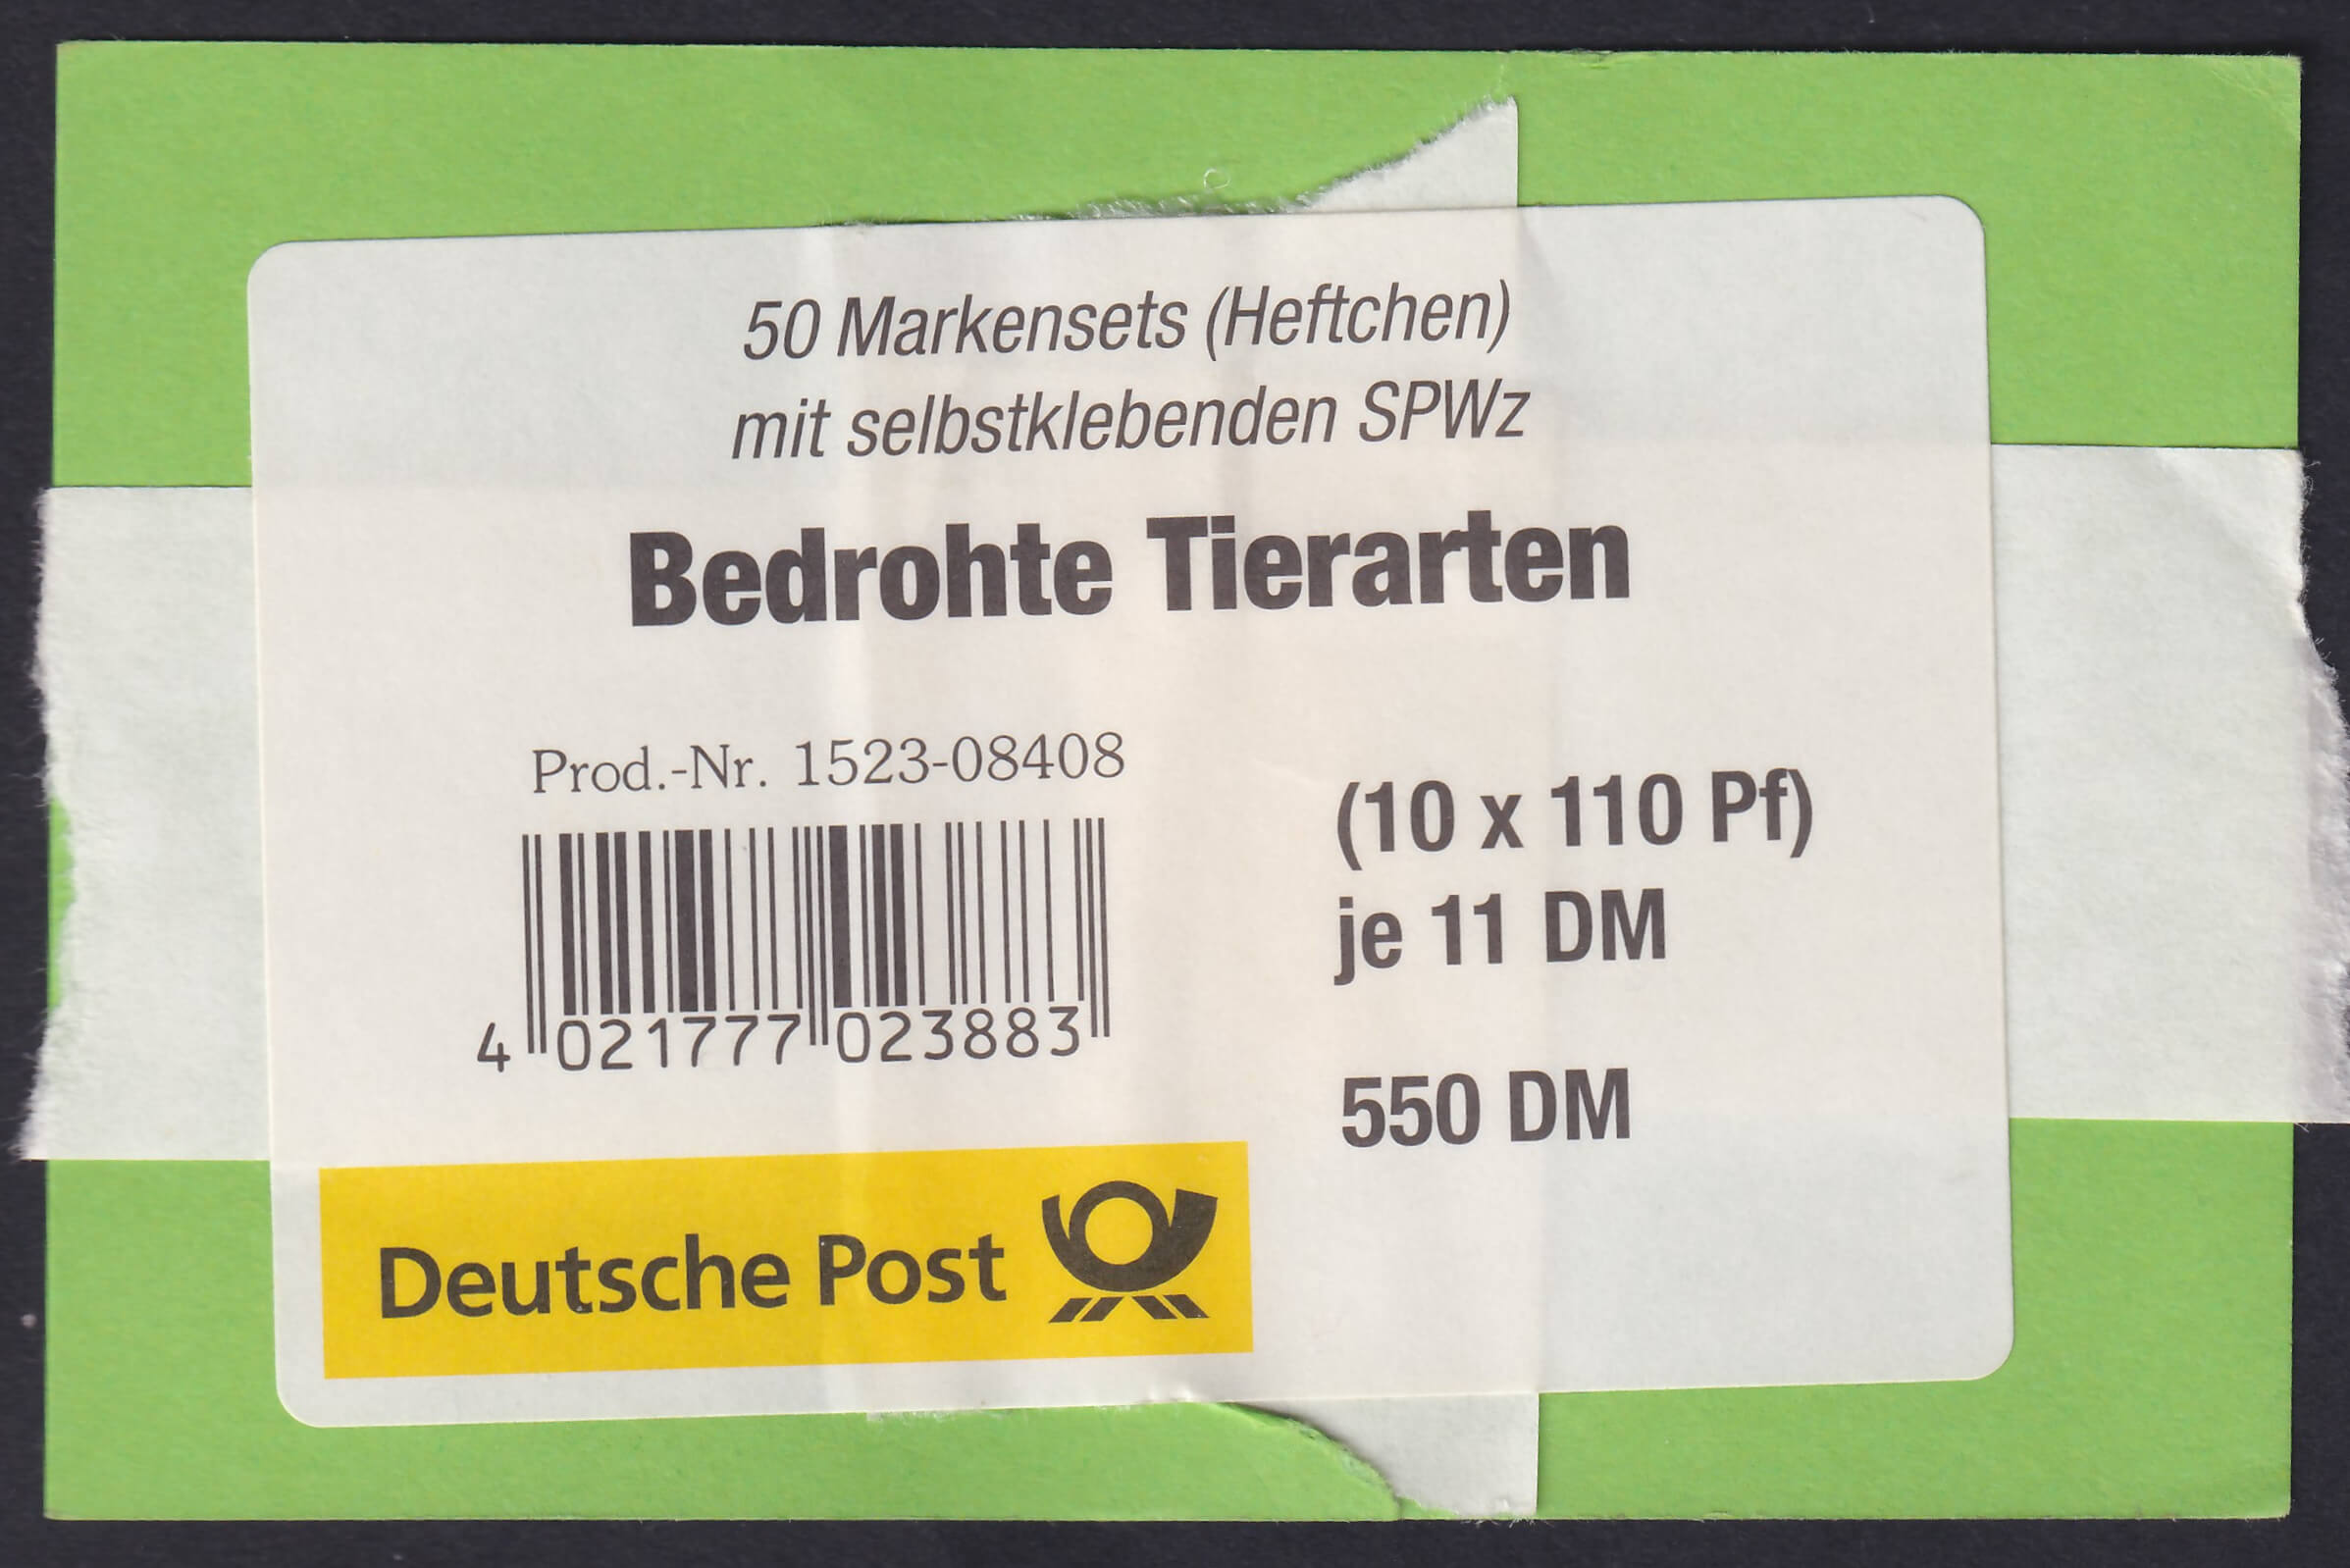 50 Markensets (Heftchen)
mit selbstklebenden SPWz
Bedrohte Tierarten
Prod.-Nr. 1523-08408
4 021777 023883
(10 x 110 Pf)
je 11 DM
550 DM
Deutsche Post